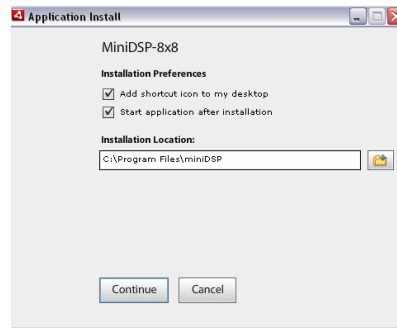 Application Install
MiniDSP-8x8
Installation Preferences
Add shortcut icon to my desktop
Start application after installation
Installation Location:
C:\Program Files\miniDSP
Continue
Cancel